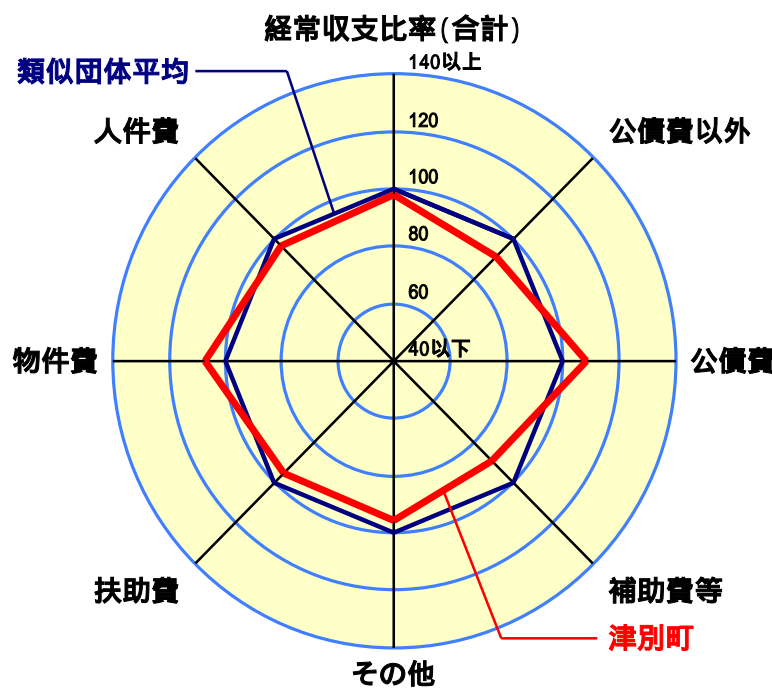 経常収支比率(合計)
類似団体平均
140以上
人件費
120
公債費以外
100
80
60
物件費
40以下
公債費
扶助費
補助費等
津別町
その他